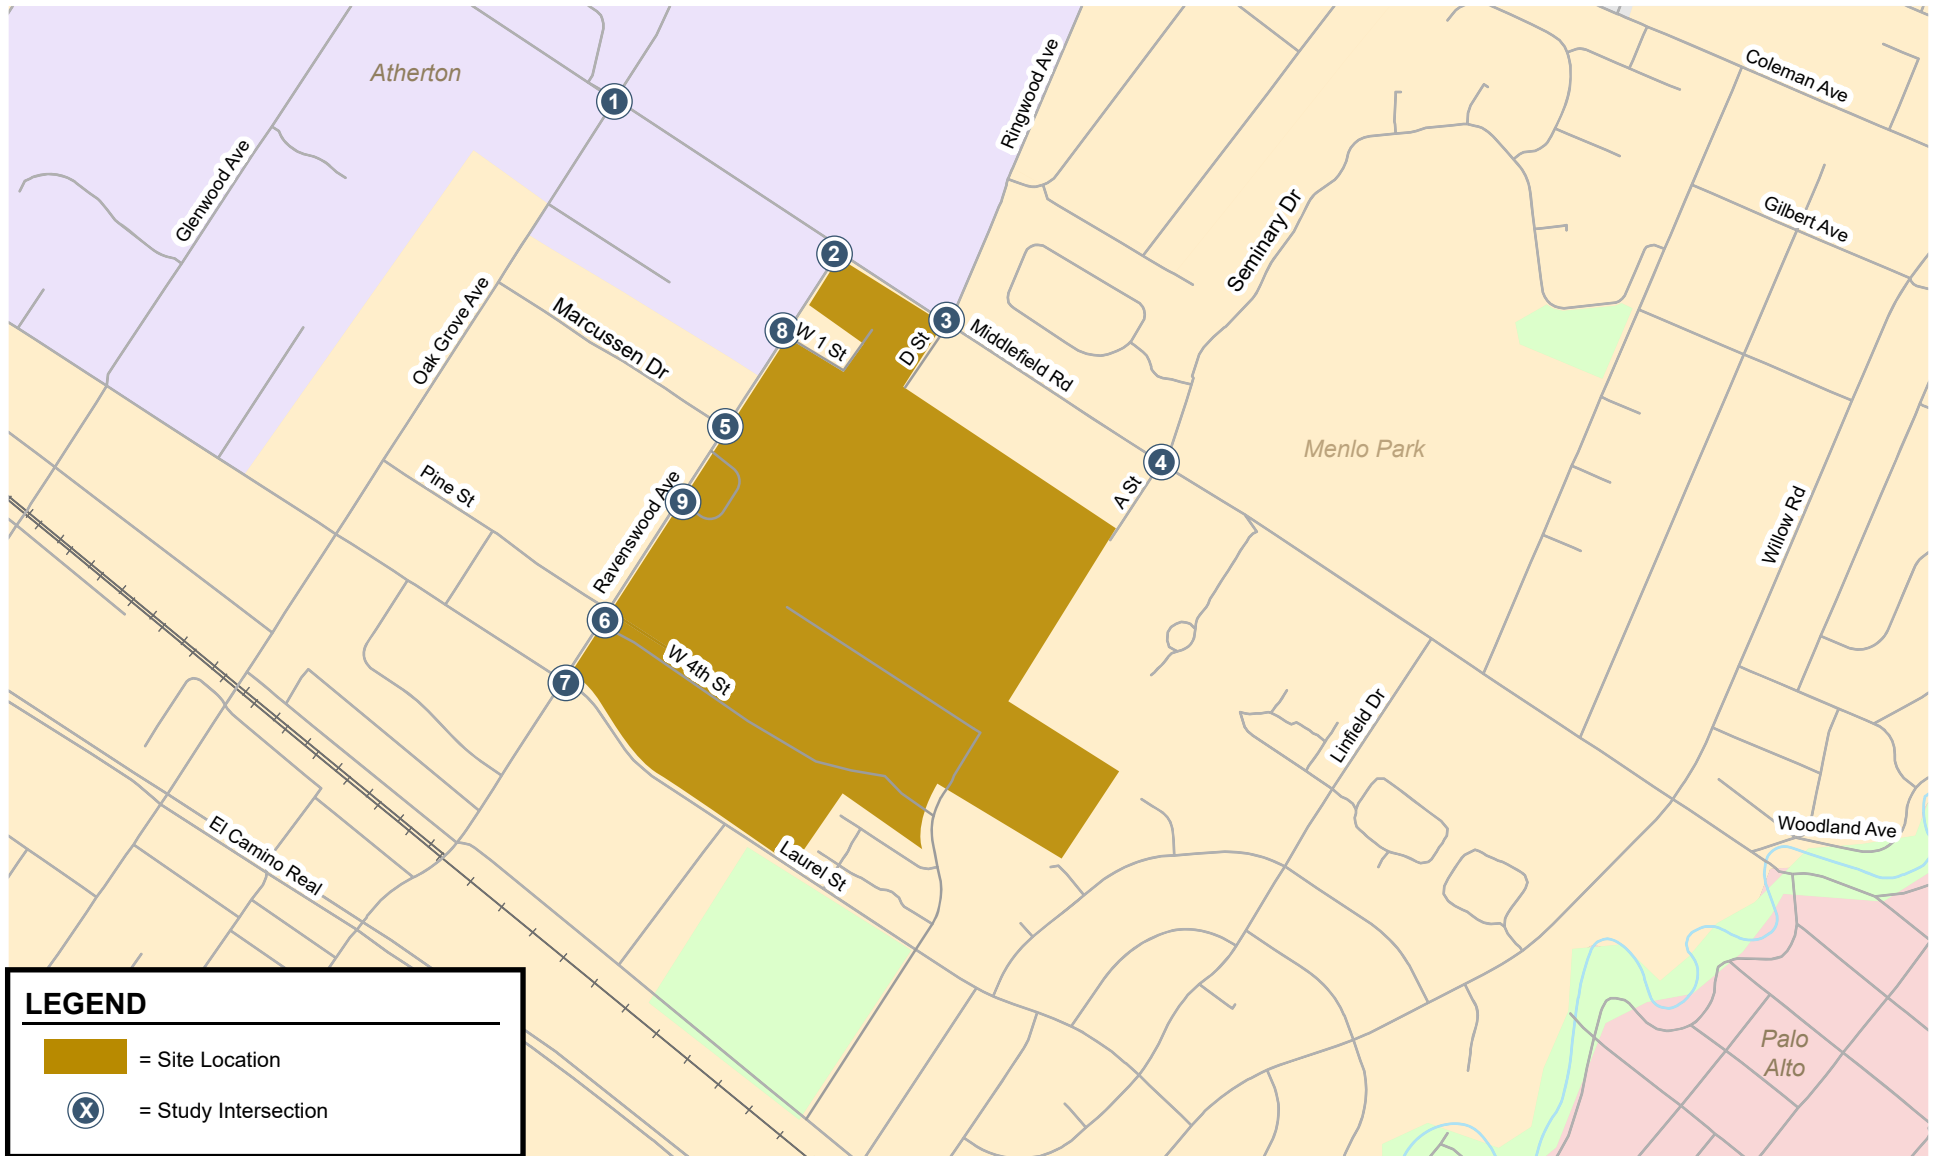 Atherton
1
Ringwood Ave
Coleman Ave
Glenwood Ave
Seminary Dr
Gilbert Ave
2
Oak Grove Ave
Marcussen Dr
8
W 1 St
D St
3
Middlefield Rd
5
4
Menlo Park
Pine St
Ravenswood Ave
9
A St
Willow Rd
6
W 4th St
7
Linfield Dr
El Camino Real
Laurel St
Woodland Ave
Palo
Alto
LEGEND
= Site Location
X
= Study Intersection